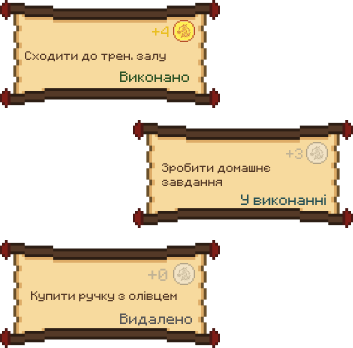 +4
Сходити до трен. залу
Виконано
+3
Зробити домашнє
завдання
У виконанні
+0
Купити ручку з олівцем
Видалено